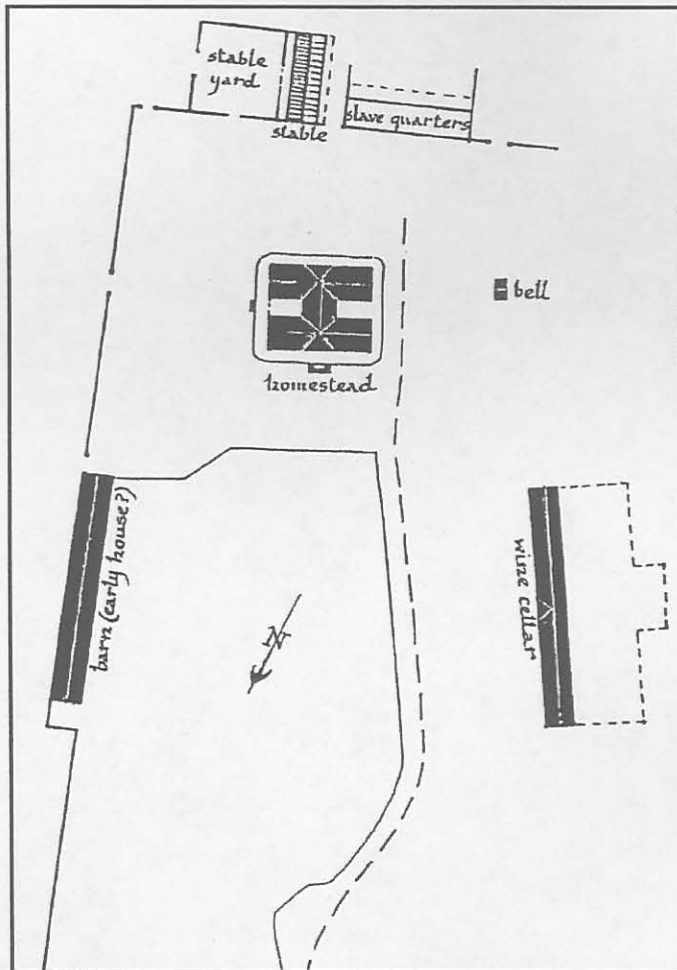 stable
yard
stable
slave quarters
bell
homestead
barn (early house?)
wine cellar
N